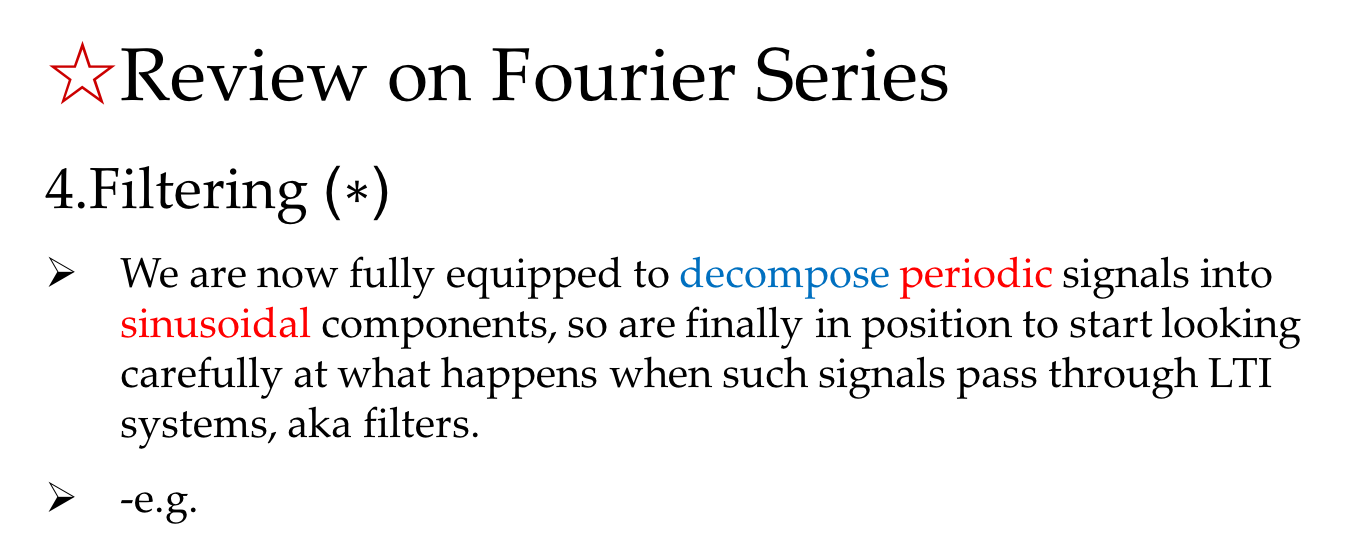 ☆Review on Fourier Series
4.Filtering (∗)
➢ We are now fully equipped to decompose periodic signals into
sinusoidal components, so are finally in position to start looking
carefully at what happens when such signals pass through LTI
systems, aka filters.
➢ -e.g.